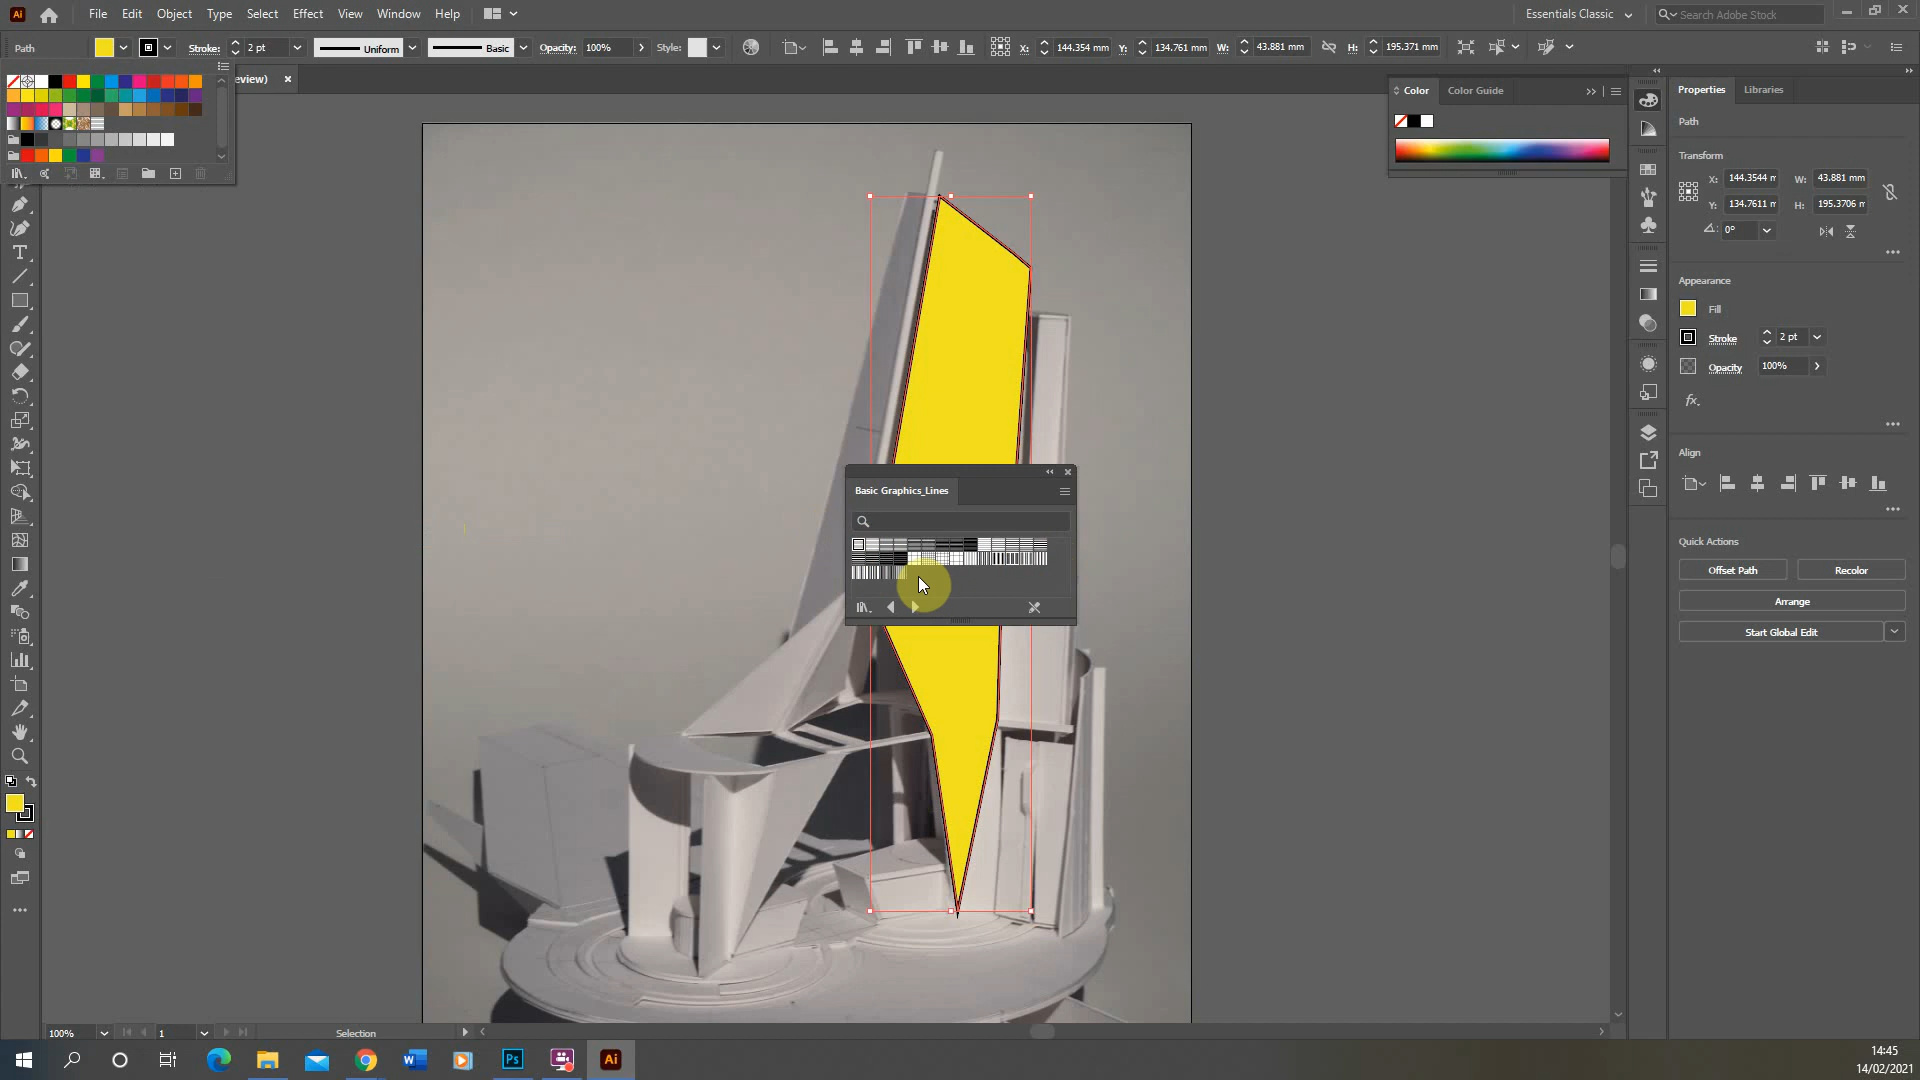 Ai File Edit Object Type Select Effect View Window Help Essentials Classic Search Adobe Stock
Path Stroke: 2 pt Uniform Basic Opacity: 100% Style: X: 144.354 mm Y: 134.761 mm W: 43.881 mm H: 195.371 mm
eview) ×
Color Color Guide
Properties Libraries
Path
Transform
X: 144.3544 m W: 43.881 mm
Y: 134.7611 m H: 195.3706 m
0°
Appearance
Fill
Stroke 2 pt
Opacity 100%
fx.
Align
Basic Graphics_Lines
Quick Actions
Offset Path Recolor
Arrange
Start Global Edit
100% 1 Selection
Ps Ai
14:45
14/02/2021